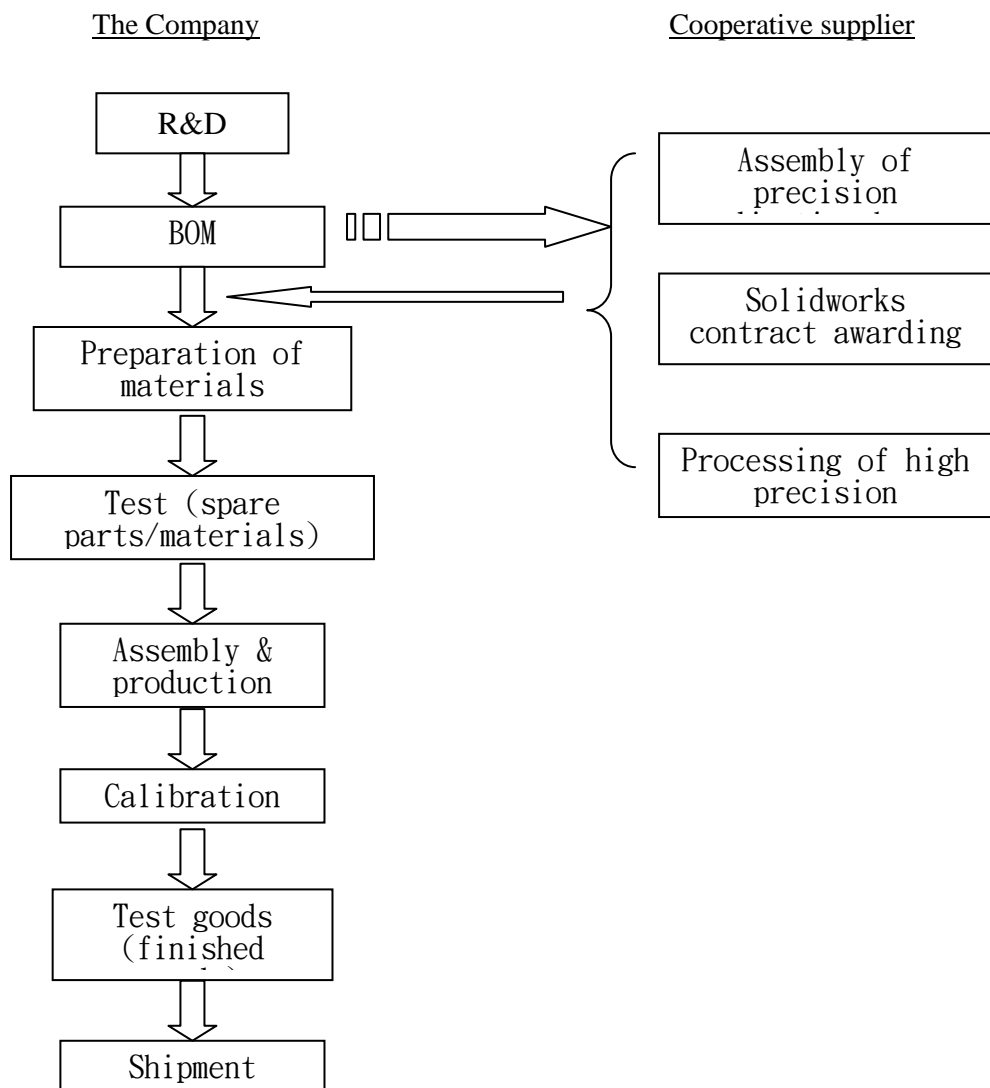 The Company
Cooperative supplier
R&D
BOM
Preparation of
materials
Test (spare
parts/materials)
Assembly &
production
Calibration
Test goods
(finished
Shipment
Assembly of
precision
Solidworks
contract awarding
Processing of high
precision